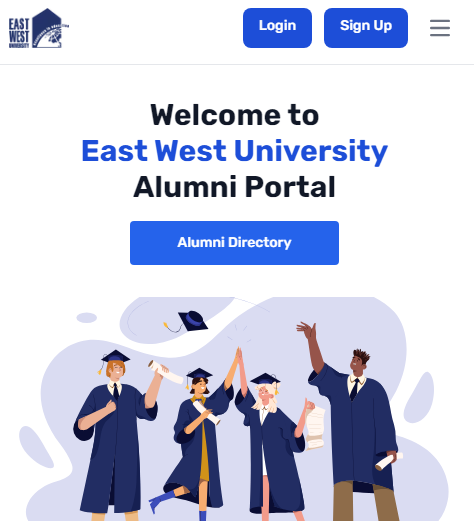 EAST
WEST
UNIVERSITY
Login
Sign Up
Welcome to
East West University
Alumni Portal
Alumni Directory